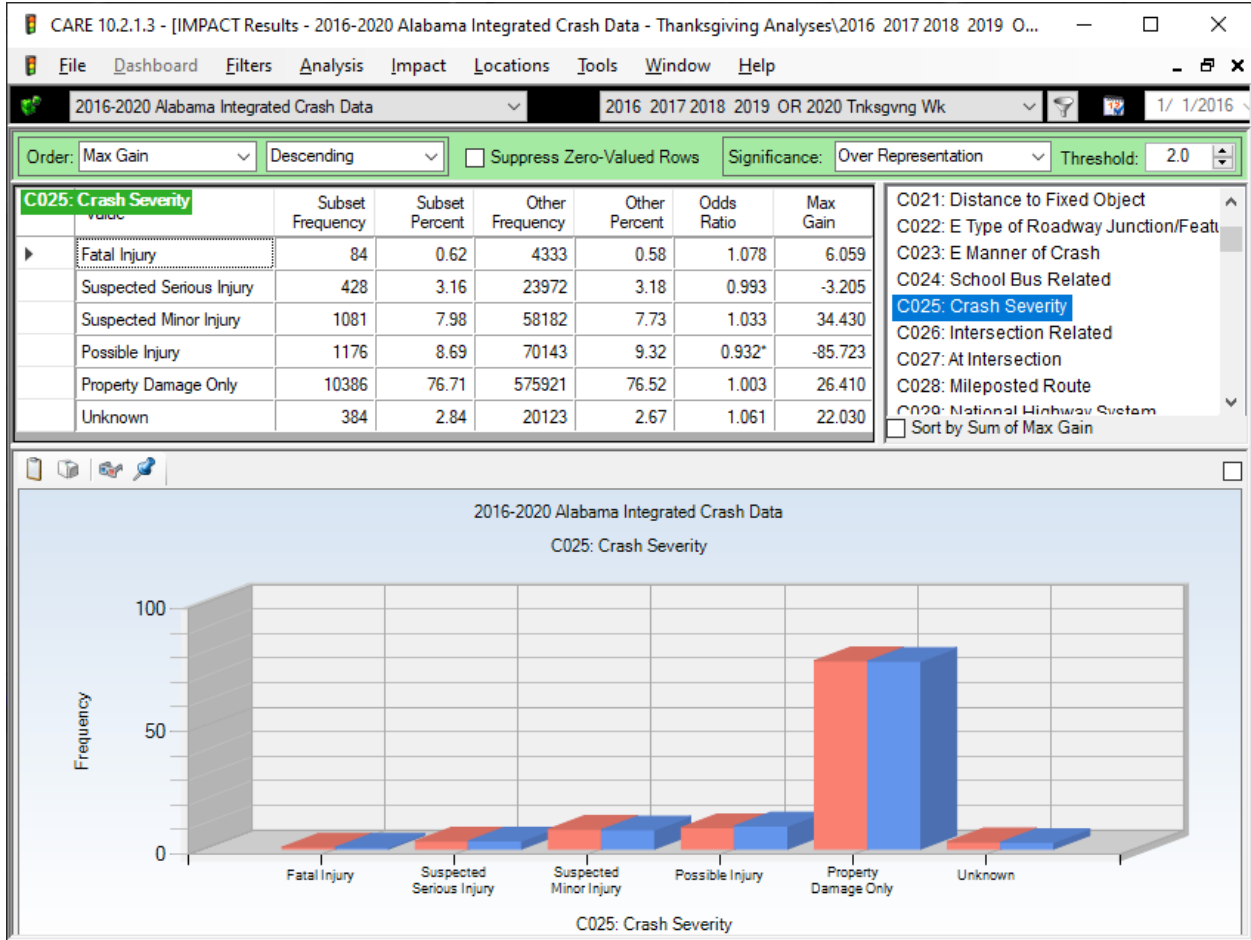 CARE 10.2.1.3 - [IMPACT Results - 2016-2020 Alabama Integrated Crash Data - Thanksgiving Analyses\2016 2017 2018 2019 O...
File Dashboard Filters Analysis Impact Locations Tools Window Help
2016-2020 Alabama Integrated Crash Data 2016 2017 2018 2019 OR 2020 Tnksgvng Wk 1/ 1/2016
Order: Max Gain Descending Suppress Zero-Valued Rows Significance: Over Representation Threshold: 2.0
C025: Crash Severity Subset Frequency Subset Percent Other Frequency Other Percent Odds Ratio Max Gain
Fatal Injury 84 0.62 4333 0.58 1.078 6.059
Suspected Serious Injury 428 3.16 23972 3.18 0.993 -3.205
Suspected Minor Injury 1081 7.98 58182 7.73 1.033 34.430
Possible Injury 1176 8.69 70143 9.32 0.932* -85.723
Property Damage Only 10386 76.71 575921 76.52 1.003 26.410
Unknown 384 2.84 20123 2.67 1.061 22.030
C021: Distance to Fixed Object
C022: E Type of Roadway Junction/Featu
C023: E Manner of Crash
C024: School Bus Related
C025: Crash Severity
C026: Intersection Related
C027: At Intersection
C028: Mileposted Route
C029: National Highway System
Sort by Sum of Max Gain
2016-2020 Alabama Integrated Crash Data
C025: Crash Severity
100
50
0
Frequency
Fatal Injury
Suspected
Serious Injury
Suspected
Minor Injury
Possible Injury
Property
Damage Only
Unknown
C025: Crash Severity